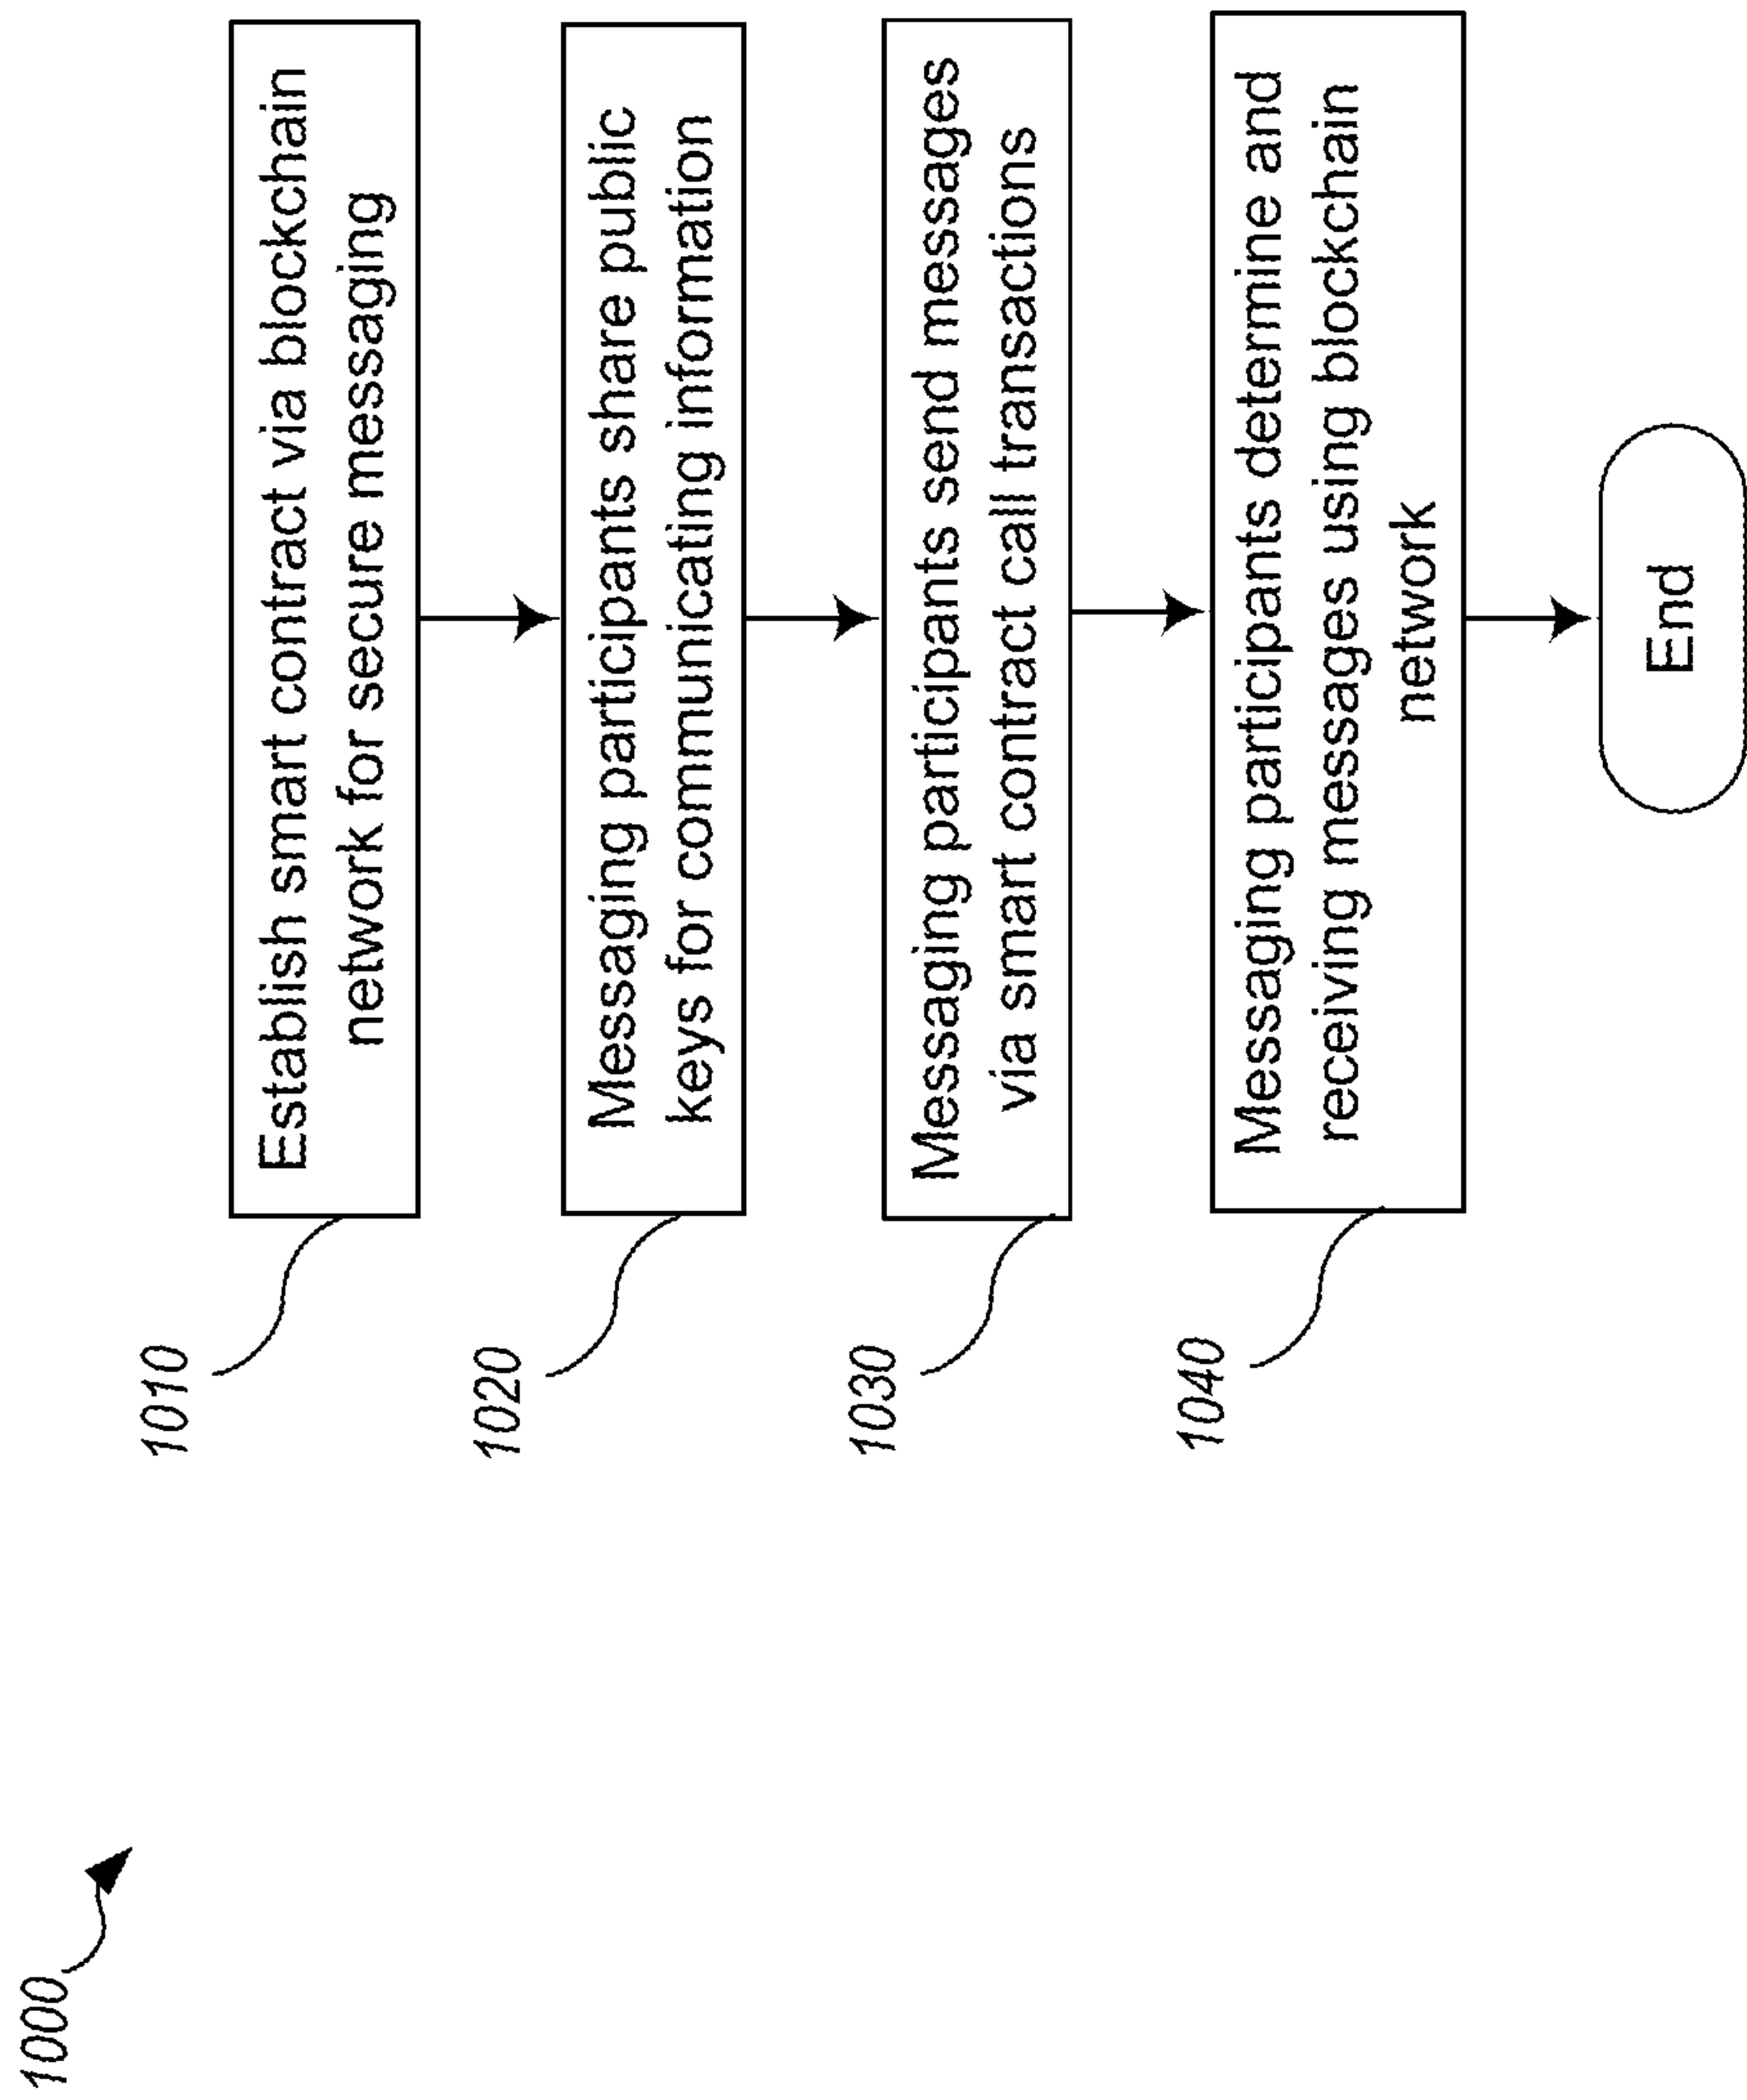 1000
1010
Establish smart contract via blockchain
network for secure messaging
1020
Messaging participants share public
keys for communicating information
1030
Messaging participants send messages
via smart contract call transactions
1040
Messaging participants determine and
receiving messages using blockchain
network
End